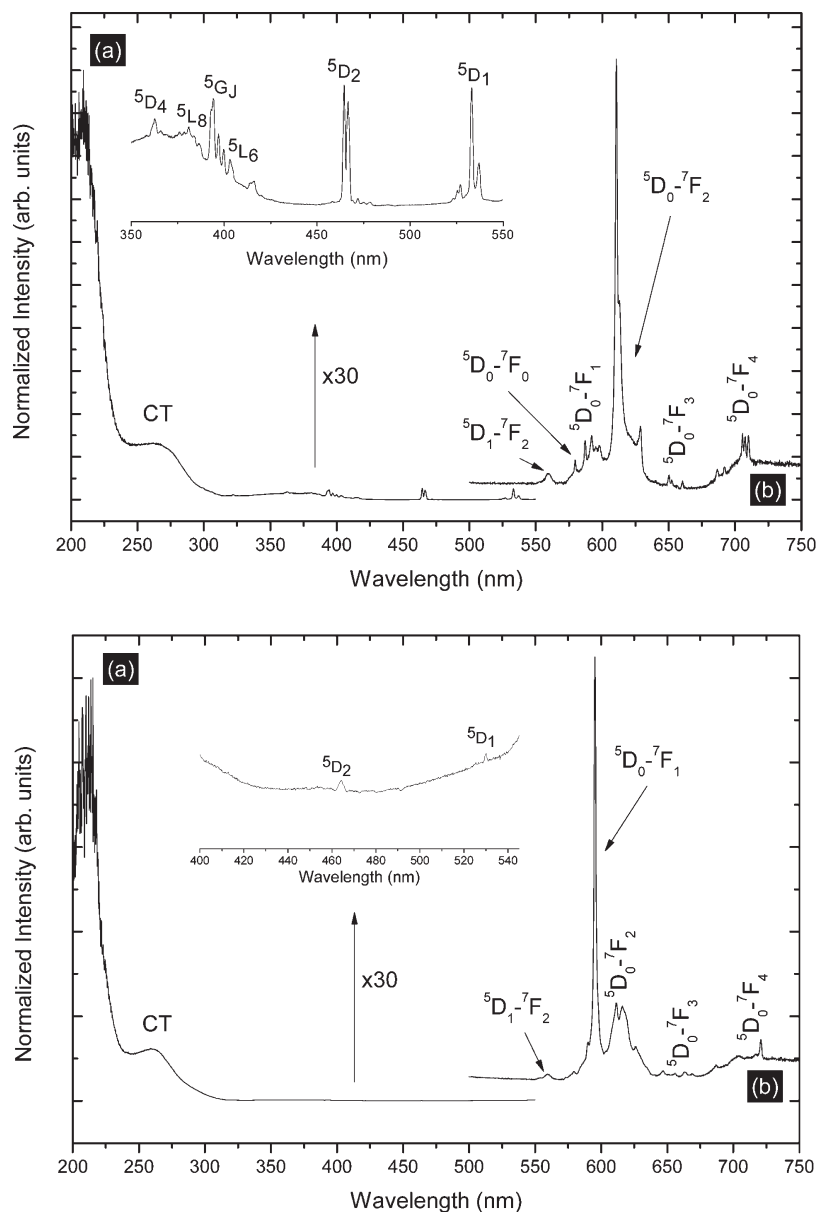 (a)
⁵D₄
⁵L₈
⁵G_J
⁵L₆
⁵D₂
⁵D₁
350 400 450 500 550
Wavelength (nm)
x30
CT
⁵D₁-⁷F₂
⁵D₀-⁷F₀
⁵D₀-⁷F₁
⁵D₀-⁷F₂
⁵D₀-⁷F₃
⁵D₀-⁷F₄
(b)
Normalized Intensity (arb. units)
200 250 300 350 400 450 500 550 600 650 700 750
Wavelength (nm)
(a)
⁵D₂
⁵D₁
400 420 440 460 480 500 520 540
Wavelength (nm)
x30
CT
⁵D₁-⁷F₂
⁵D₀-⁷F₁
⁵D₀-⁷F₂
⁵D₀-⁷F₃
⁵D₀-⁷F₄
(b)
Normalized Intensity (arb. units)
200 250 300 350 400 450 500 550 600 650 700 750
Wavelength (nm)